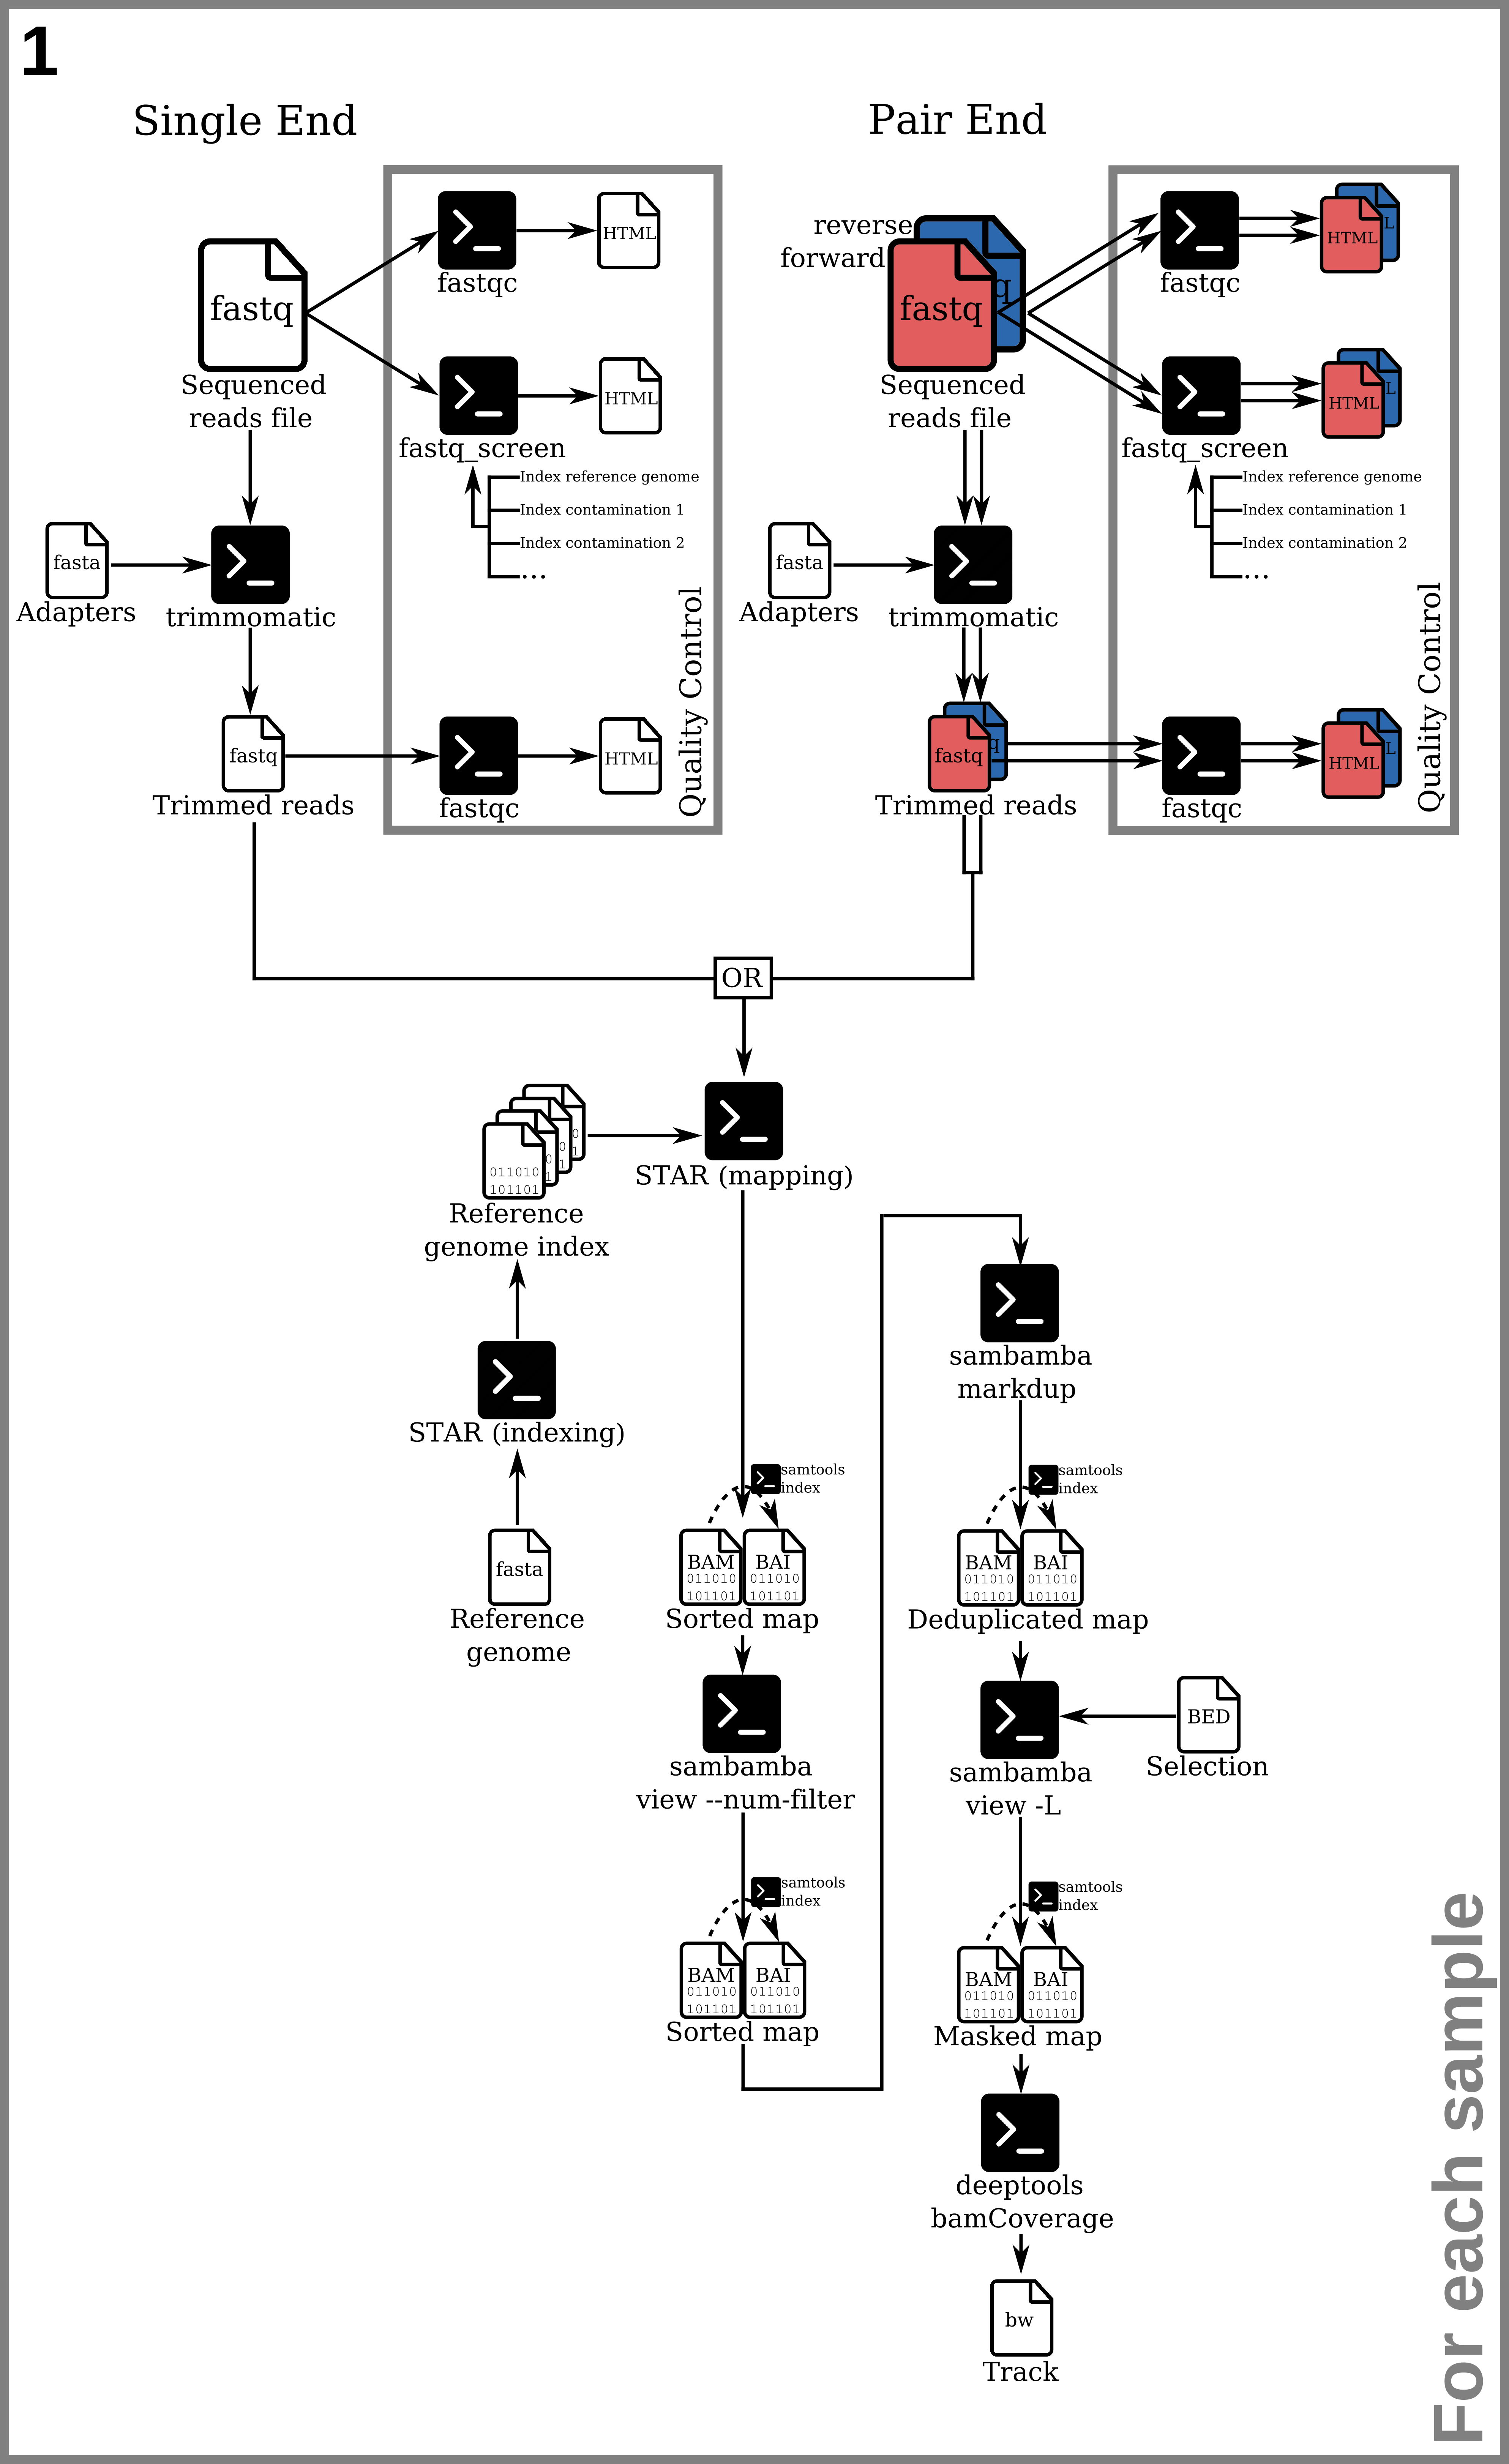 1
Single End
fastq
Sequenced
reads file
fastqc
HTML
fastq_screen
HTML
Index reference genome
Index contamination 1
Index contamination 2
...
fasta
Adapters
trimmomatic
fastq
Trimmed reads
fastqc
HTML
Quality Control
Pair End
reverse
forward
fastq
q
Sequenced
reads file
fastqc
HTML
L
fastq_screen
HTML
L
Index reference genome
Index contamination 1
Index contamination 2
...
fasta
Adapters
trimmomatic
fastq
q
Trimmed reads
fastqc
HTML
L
Quality Control
OR
STAR (mapping)
0
1
0
1
0
1
011010
101101
Reference
genome index
STAR (indexing)
fasta
Reference
genome
samtools
index
BAM
011010
101101
BAI
011010
101101
Sorted map
sambamba
view --num-filter
samtools
index
BAM
011010
101101
BAI
011010
101101
Sorted map
sambamba
markdup
samtools
index
BAM
011010
101101
BAI
011010
101101
Deduplicated map
sambamba
view -L
BED
Selection
samtools
index
BAM
011010
101101
BAI
011010
101101
Masked map
deeptools
bamCoverage
bw
Track
For each sample